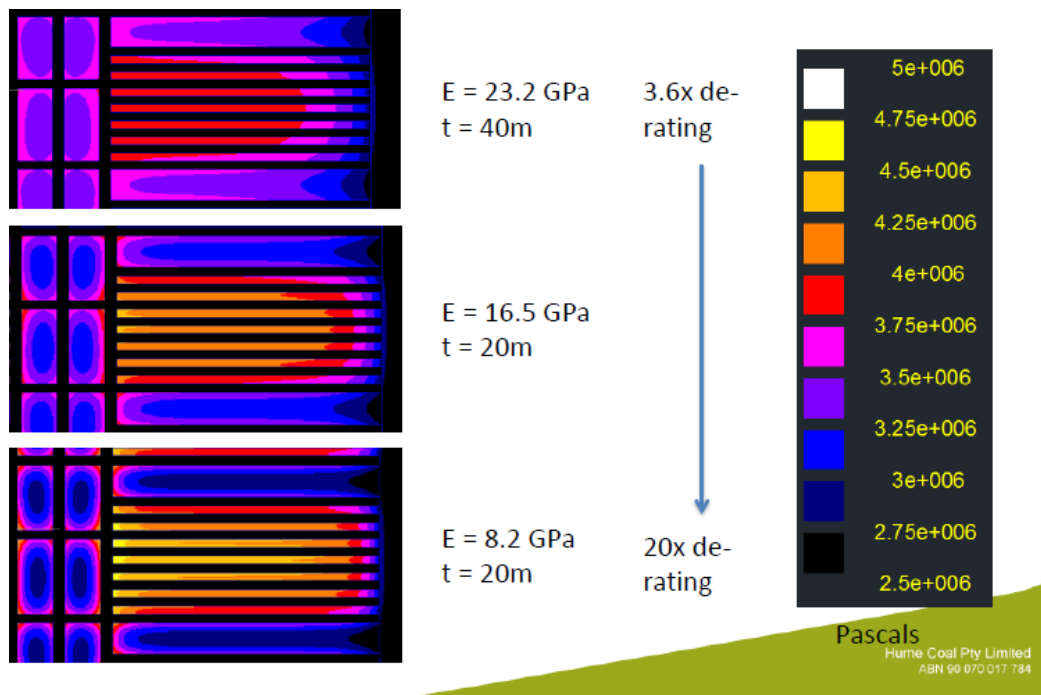 E = 23.2 GPa
t = 40m
3.6x de-
rating
E = 16.5 GPa
t = 20m
E = 8.2 GPa
t = 20m
20x de-
rating
5e+006
4.75e+006
4.5e+006
4.25e+006
4e+006
3.75e+006
3.5e+006
3.25e+006
3e+006
2.75e+006
2.5e+006
Pascals
Hume Coal Pty Limited
ABN 90 070 017 784